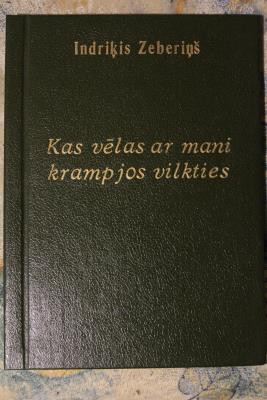 Indriķis Zeberiņš
Kas vēlas ar mani
krampjos vilkties